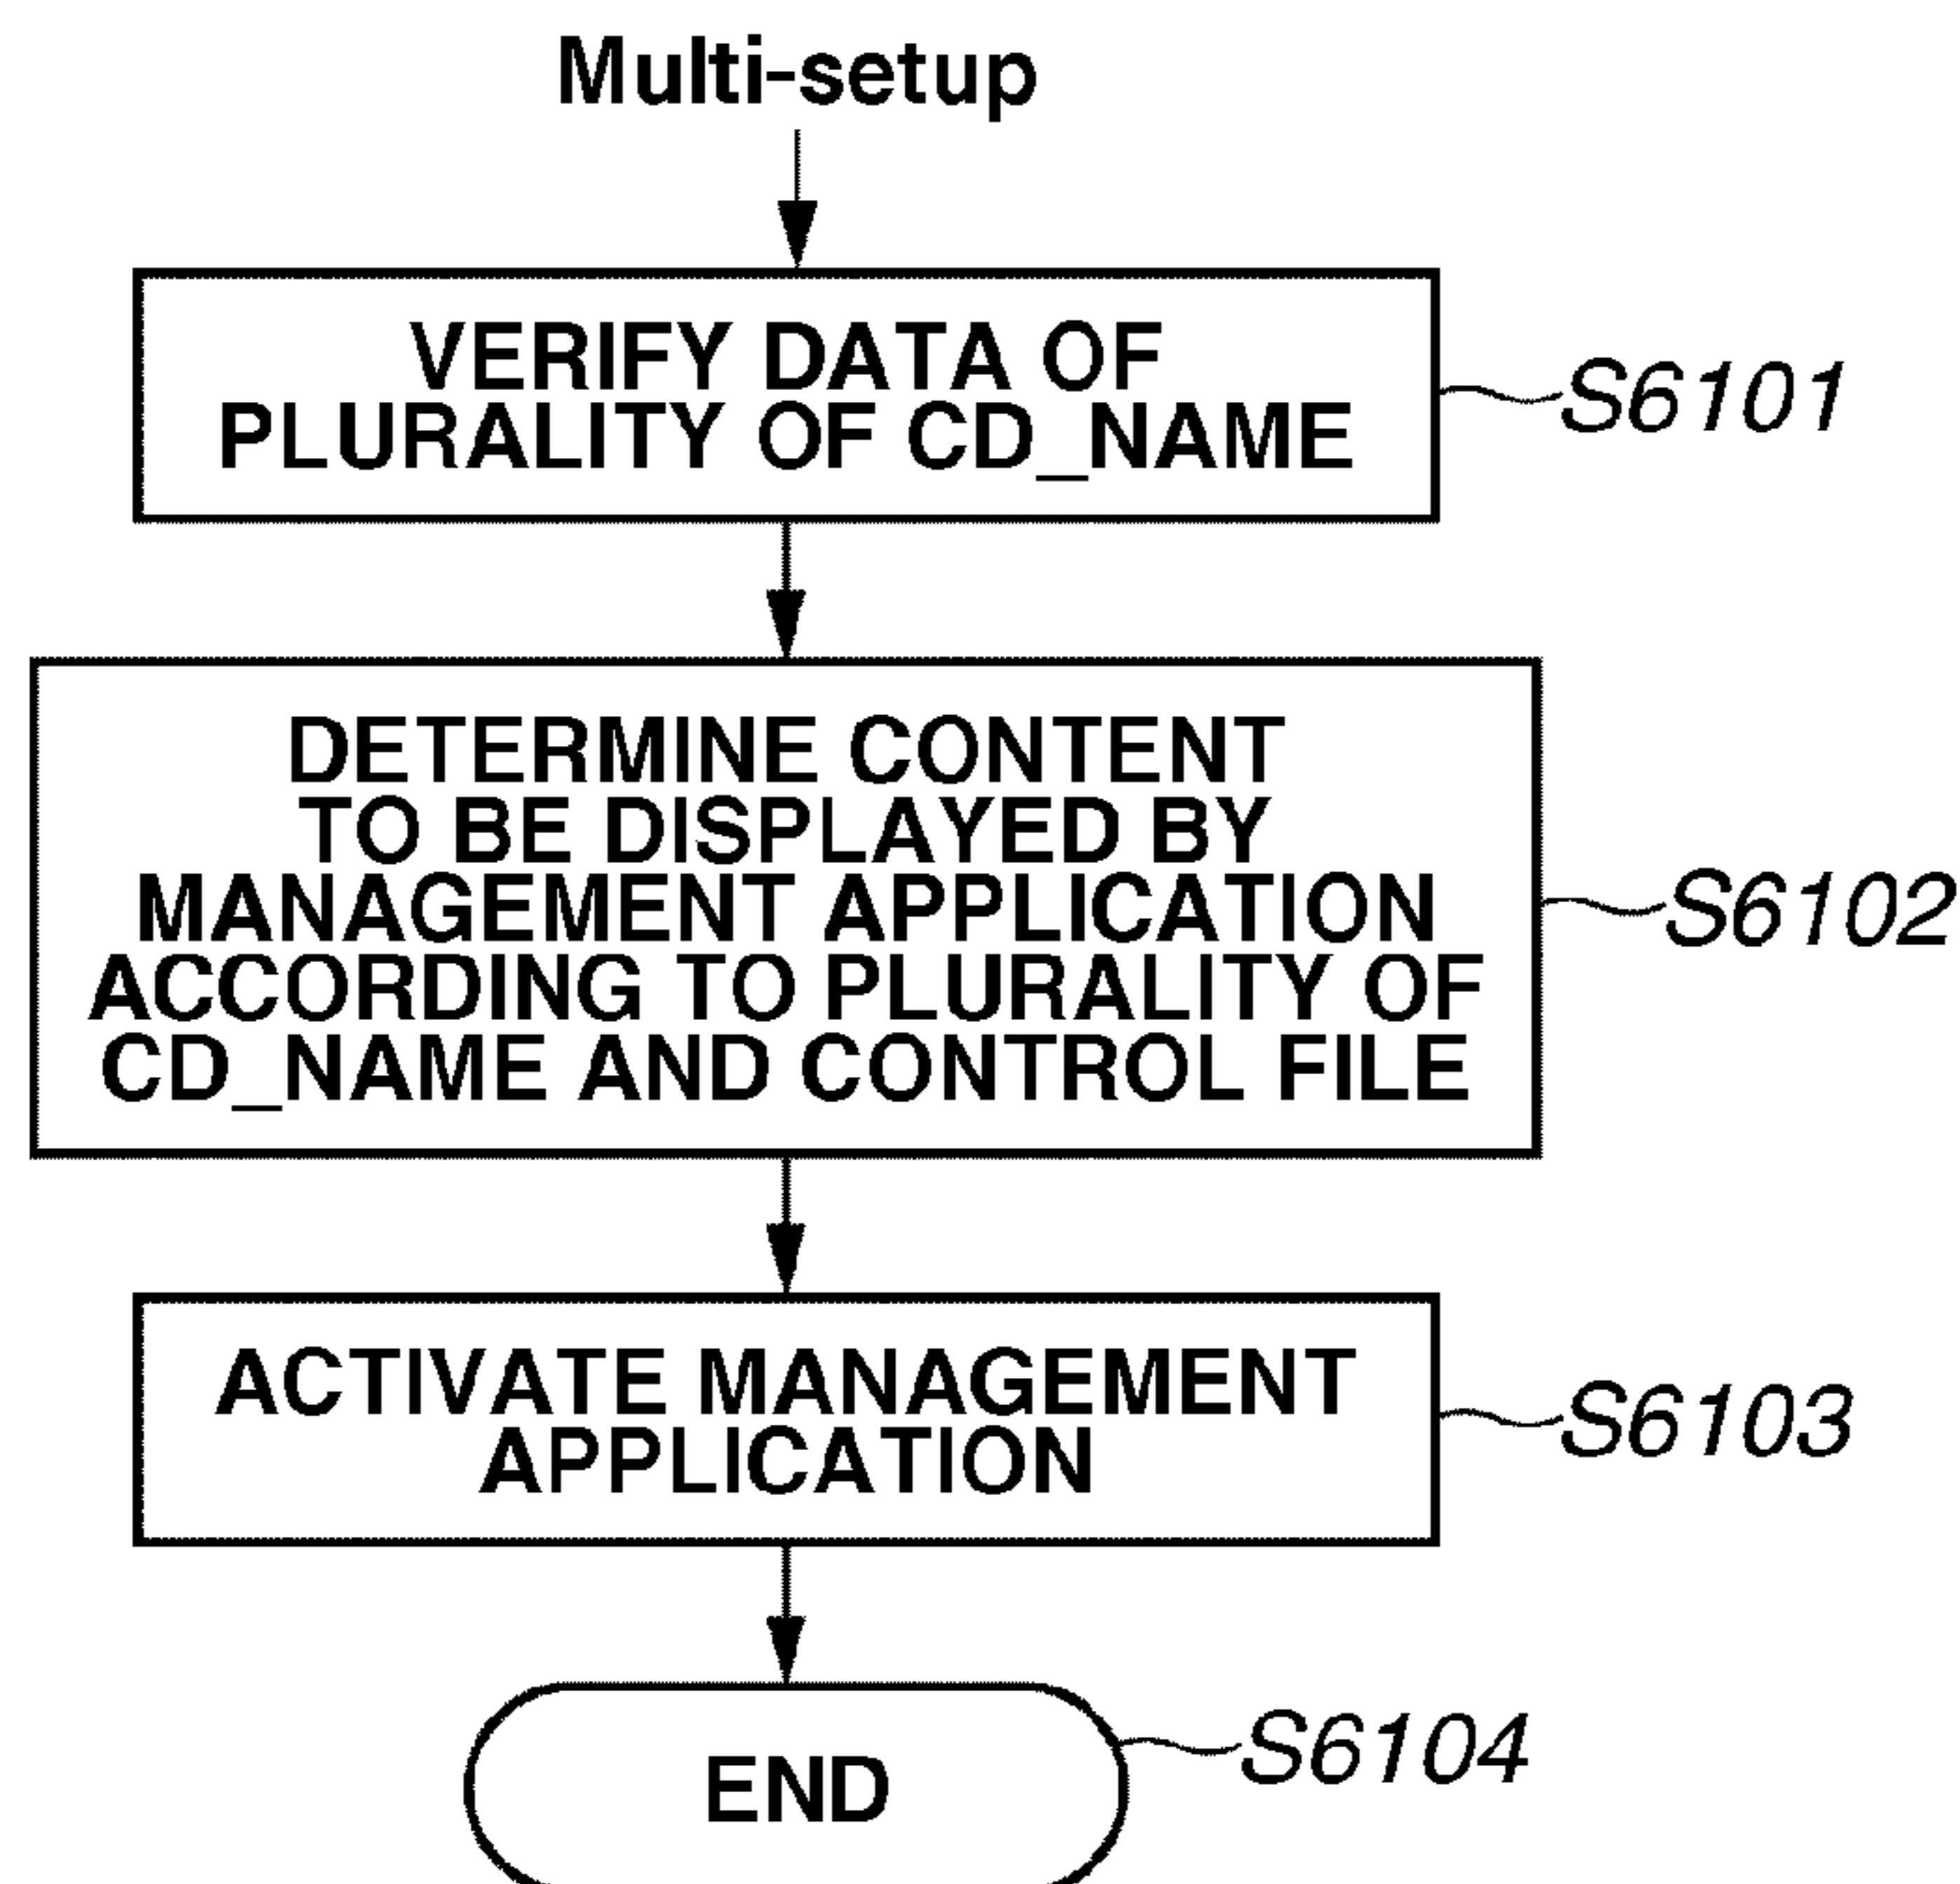 Multi-setup
VERIFY DATA OF
PLURALITY OF CD_NAME
S6101
DETERMINE CONTENT
TO BE DISPLAYED BY
MANAGEMENT APPLICATION
ACCORDING TO PLURALITY OF
CD_NAME AND CONTROL FILE
S6102
ACTIVATE MANAGEMENT
APPLICATION
S6103
END
S6104